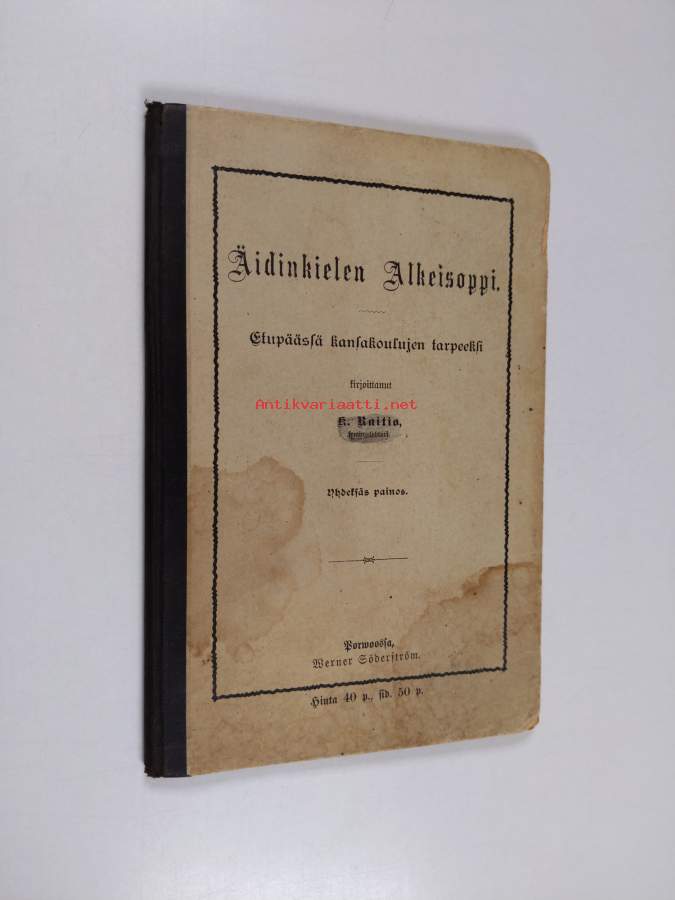 Äidinkielen Alkeisoppi.
Etupäässä kansakoulujen tarpeeksi
kirjoittanut
Antikvariaatti.net
K. Raitio,
Yhdeksäs painos.
Porwoossa,
Werner Söderström.
Hinta 40 p., sid. 50 p.